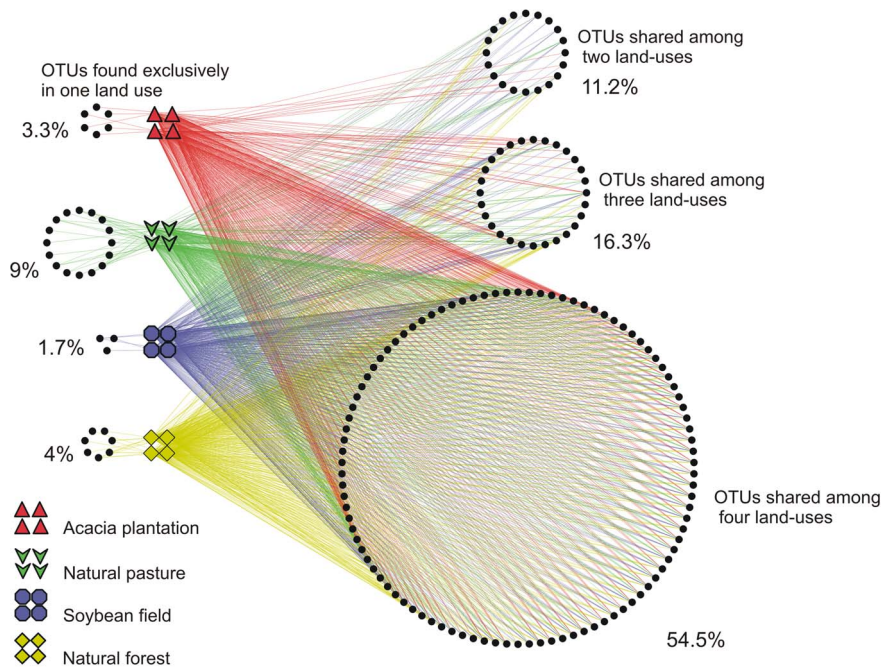 OTUs shared among
two land-uses
11.2%
OTUs found exclusively
in one land use
3.3%
OTUs shared among
three land-uses
16.3%
9%
1.7%
4%
OTUs shared among
four land-uses
54.5%
Acacia plantation
Natural pasture
Soybean field
Natural forest